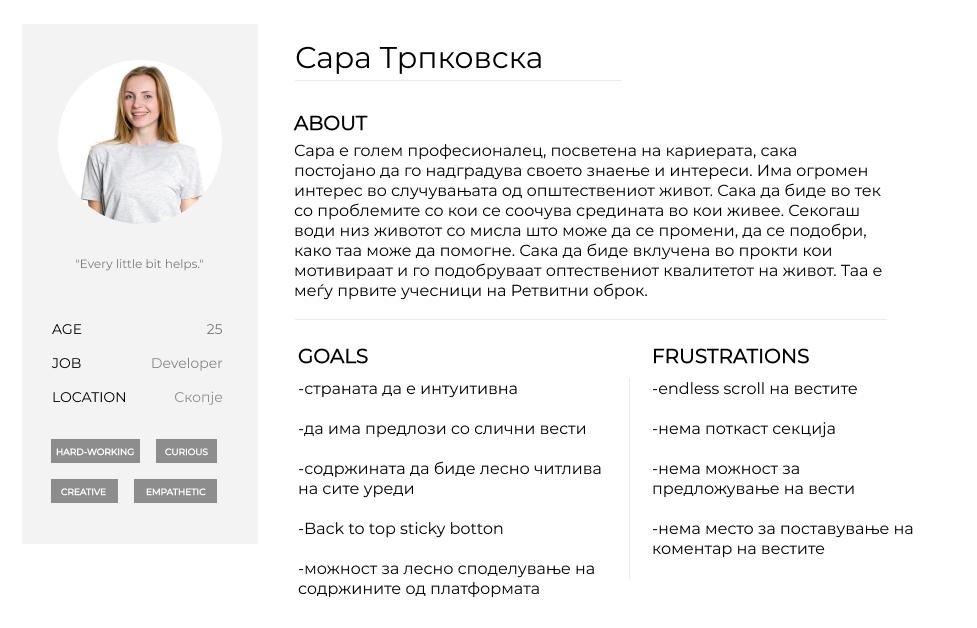 "Every little bit helps."
AGE 25
JOB Developer
LOCATION Скопје
HARD-WORKING CURIOUS
CREATIVE EMPATHETIC
Сара Трпковска
ABOUT
Сара е голем професионалец, посветена на кариерата, сака
постојано да го надградува своето знаење и интереси. Има огромен
интерес во случувањата од општествениот живот. Сака да биде во тек
со проблемите со кои се соочува средината во кои живее. Секогаш
води низ животот со мисла што може да се промени, да се подобри,
како таа може да помогне. Сака да биде вклучена во прокти кои
мотивираат и го подобруваат оптествениот квалитетот на живот. Таа е
меѓу првите учесници на Ретвитни оброк.
GOALS
-страната да е интуитивна
-да има предлози со слични вести
-содржината да биде лесно читлива
на сите уреди
-Back to top sticky botton
-можност за лесно споделување на
содржините од платформата
FRUSTRATIONS
-endless scroll на вестите
-нема поткаст секција
-нема можност за
предложување на вести
-нема место за поставување на
коментар на вестите